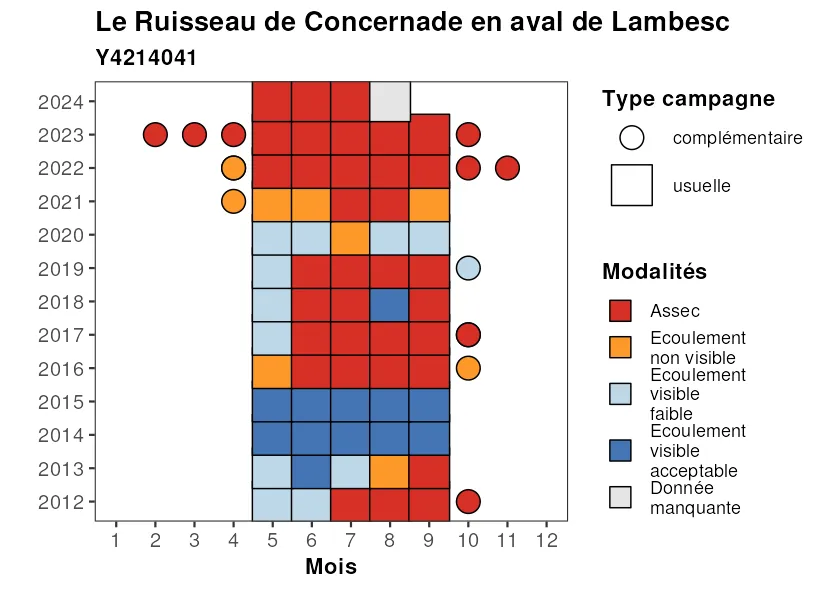 Le Ruisseau de Concernade en aval de Lambesc
Y4214041
2024
2023
2022
2021
2020
2019
2018
2017
2016
2015
2014
2013
2012
1 2 3 4 5 6 7 8 9 10 11 12
Mois
Type campagne
complémentaire
usuelle
Modalités
Assec
Ecoulement
non visible
Ecoulement
visible
faible
Ecoulement
visible
acceptable
Donnée
manquante